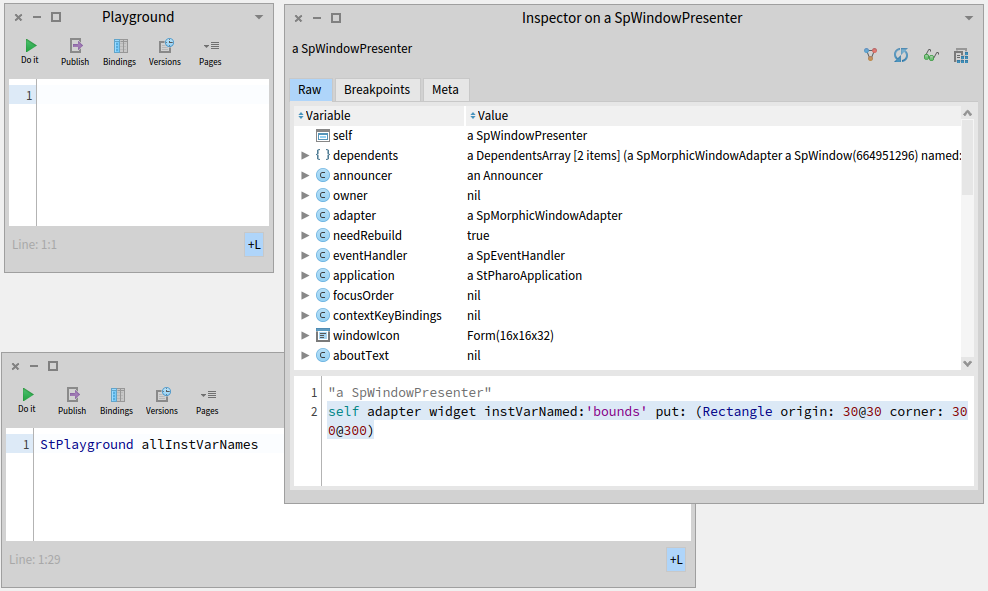 Playground
Do it Publish Bindings Versions Pages
1
Line: 1:1
+L
Inspector on a SpWindowPresenter
a SpWindowPresenter
Raw Breakpoints Meta
Variable Value
self a SpWindowPresenter
{ } dependents a DependentsArray [2 items] (a SpMorphicWindowAdapter a SpWindow(664951296) named:
C announcer an Announcer
C owner nil
C adapter a SpMorphicWindowAdapter
C needRebuild true
C eventHandler a SpEventHandler
C application a StPharoApplication
C focusOrder nil
C contextKeyBindings nil
windowIcon Form(16x16x32)
C aboutText nil
1 "a SpWindowPresenter"
2 self adapter widget instVarNamed:'bounds' put: (Rectangle origin: 30@30 corner: 30
0@300)
Do it Publish Bindings Versions Pages
1 StPlayground allInstVarNames
Line: 1:29
+L